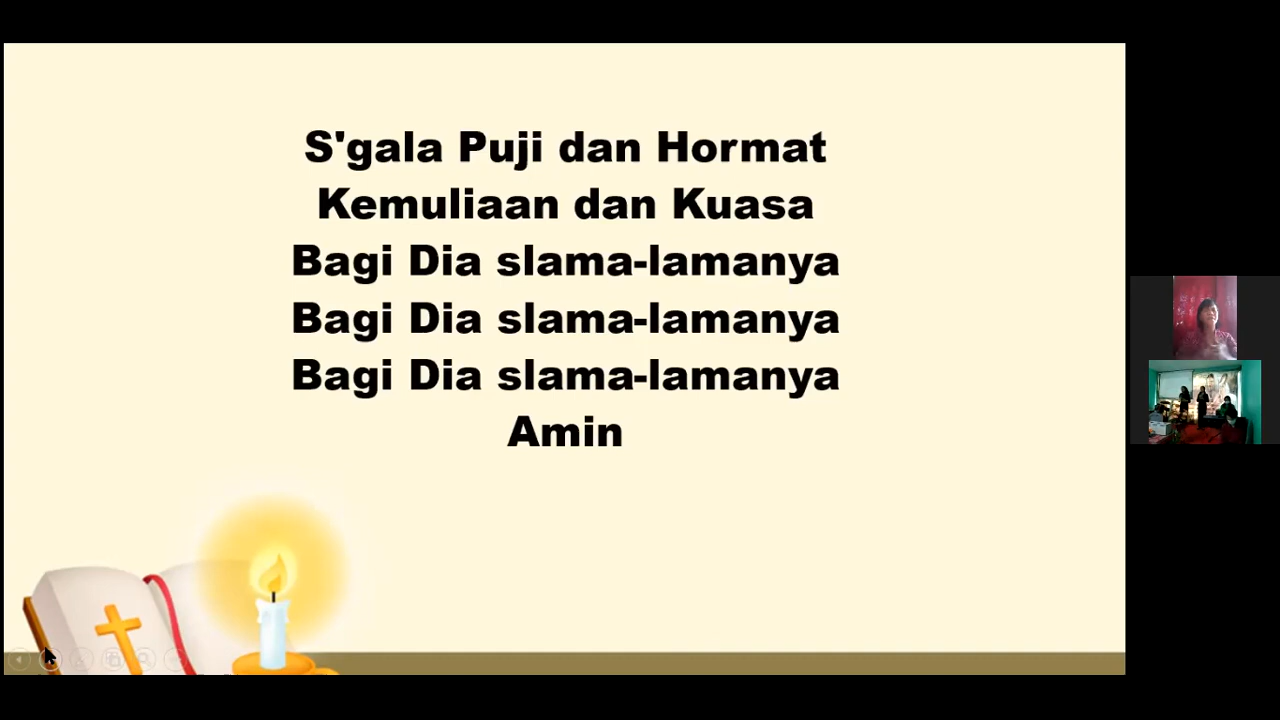 S'gala Puji dan Hormat
Kemuliaan dan Kuasa
Bagi Dia slama-lamanya
Bagi Dia slama-lamanya
Bagi Dia slama-lamanya
Amin